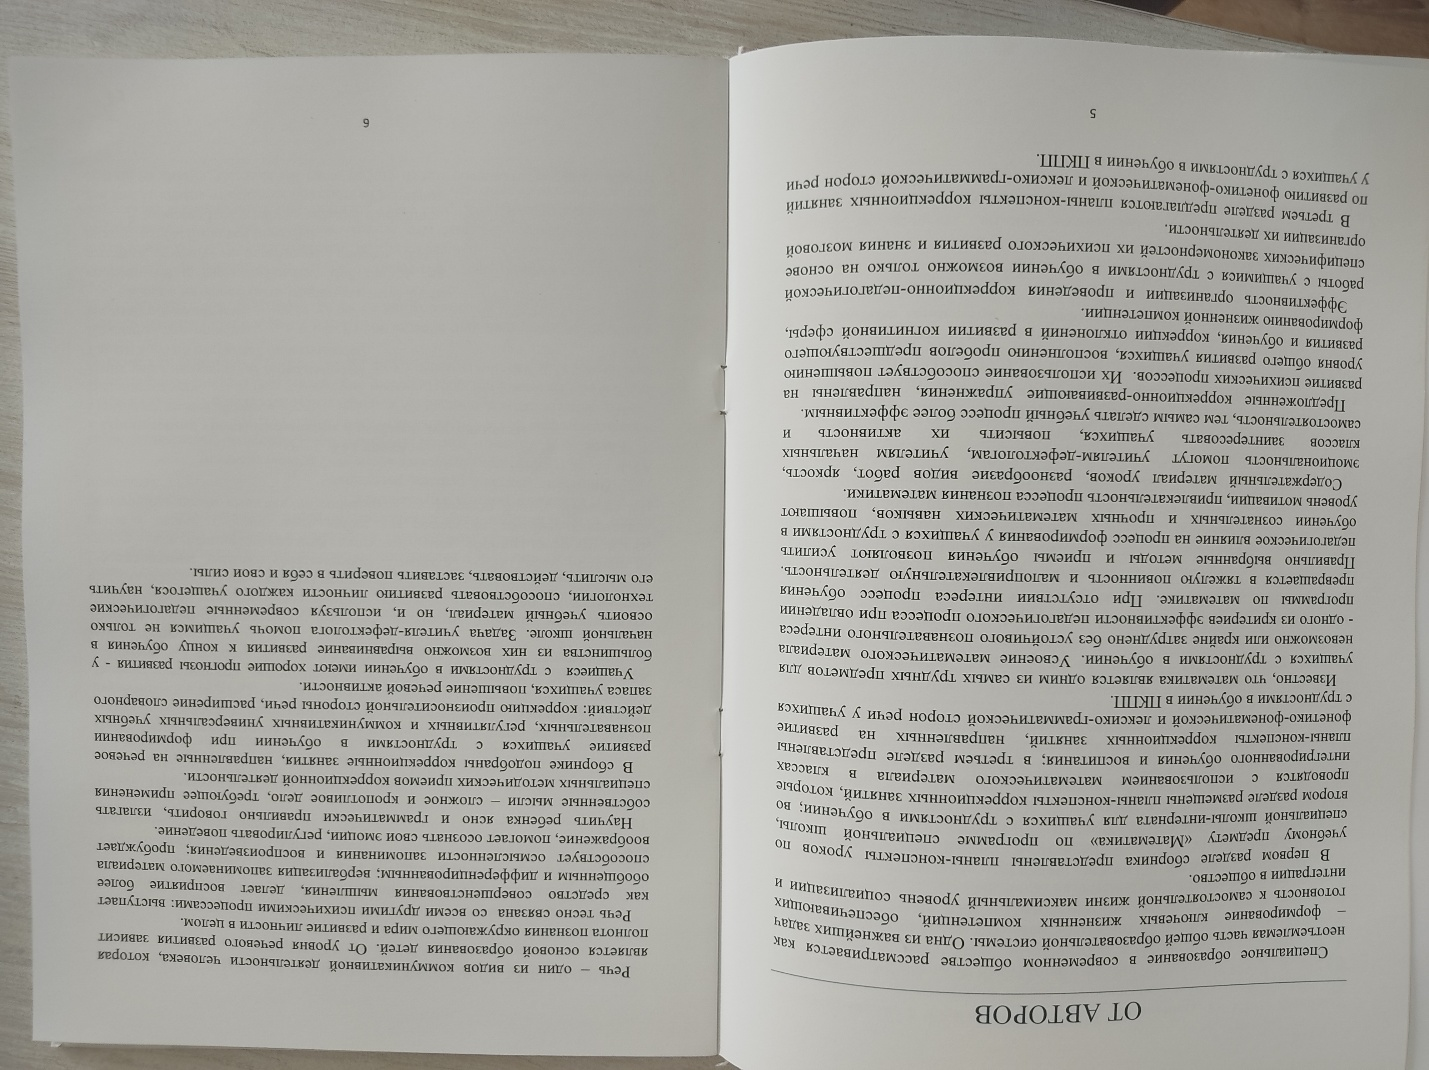 ОТ АВТОРОВ
Специальное образование в современном обществе рассматривается как
неотъемлемая часть общей образовательной системы. Одна из важнейших задач
– формирование ключевых жизненных компетенций, обеспечивающих
готовность к самостоятельной жизни максимальный уровень социализации и
интеграции в общество.
В первом разделе сборника представлены планы-конспекты уроков по
учебному предмету «Математика» по программе специальной школы,
специальной школы-интерната для учащихся с трудностями в обучении; во
втором разделе размещены планы-конспекты коррекционных занятий, которые
проводятся с использованием математического материала в классах
интегрированного обучения и воспитания; в третьем разделе представлены
планы-конспекты коррекционных занятий, направленных на развитие
фонетико-фонематической и лексико-грамматической сторон речи у учащихся
с трудностями в обучении в ПКПП.
Известно, что математика является одним из самых трудных предметов для
учащихся с трудностями в обучении. Усвоение математического материала
невозможно или крайне затруднено без устойчивого познавательного интереса
- одного из критериев эффективности педагогического процесса при овладении
программы по математике. При отсутствии интереса процесс обучения
превращается в тяжелую повинность и малопривлекательную деятельность.
Правильно выбранные методы и приемы обучения позволяют усилить
педагогическое влияние на процесс формирования у учащихся с трудностями в
обучении сознательных и прочных математических навыков, повышают
уровень мотивации, привлекательность процесса познания математики.
Содержательный материал уроков, разнообразие видов работ, яркость,
эмоциональность помогут учителям-дефектологам, учителям начальных
классов заинтересовать учащихся, повысить их активность и
самостоятельность, тем самым сделать учебный процесс более эффективным.
Предложенные коррекционно-развивающие упражнения, направлены на
развитие психических процессов. Их использование способствует повышению
уровня общего развития учащихся, восполнению пробелов предшествующего
развития и обучения, коррекции отклонений в развитии когнитивной сферы,
формированию жизненной компетенции.
Эффективность организации и проведения коррекционно-педагогической
работы с учащимися с трудностями в обучении возможно только на основе
специфических закономерностей их психического развития и знания мозговой
организации их деятельности.
В третьем разделе предлагаются планы-конспекты коррекционных занятий
по развитию фонетико-фонематической и лексико-грамматической сторон речи
у учащихся с трудностями в обучении в ПКПП.
5
Речь – один из видов коммуникативной деятельности человека, которая
является основой образования детей. От уровня речевого развития зависит
полнота познания окружающего мира и развитие личности в целом.
Речь тесно связана со всеми другими психическими процессами: выступает
как средство совершенствования мышления, делает восприятие более
обобщенным и дифференцированным; вербализация запоминаемого материала
способствует осмысленности запоминания и воспроизведения; пробуждает
воображение, помогает осознать свои эмоции, регулировать поведение.
Научить ребенка ясно и грамматически правильно говорить, излагать
собственные мысли – сложное и кропотливое дело, требующее применения
специальных методических приемов коррекционной деятельности.
В сборнике подобраны коррекционные занятия, направленные на речевое
развитие учащихся с трудностями в обучении при формировании
познавательных, регулятивных и коммуникативных универсальных учебных
действий: коррекцию произносительной стороны речи, расширение словарного
запаса учащихся, повышение речевой активности.
Учащиеся с трудностями в обучении имеют хорошие прогнозы развития - у
большинства из них возможно выравнивание развития к концу обучения в
начальной школе. Задача учителя-дефектолога помочь учащимся не только
освоить учебный материал, но и, используя современные педагогические
технологии, способствовать развитию личности каждого учащегося, научить
его мыслить, действовать, заставить поверить в себя и свои силы.
6